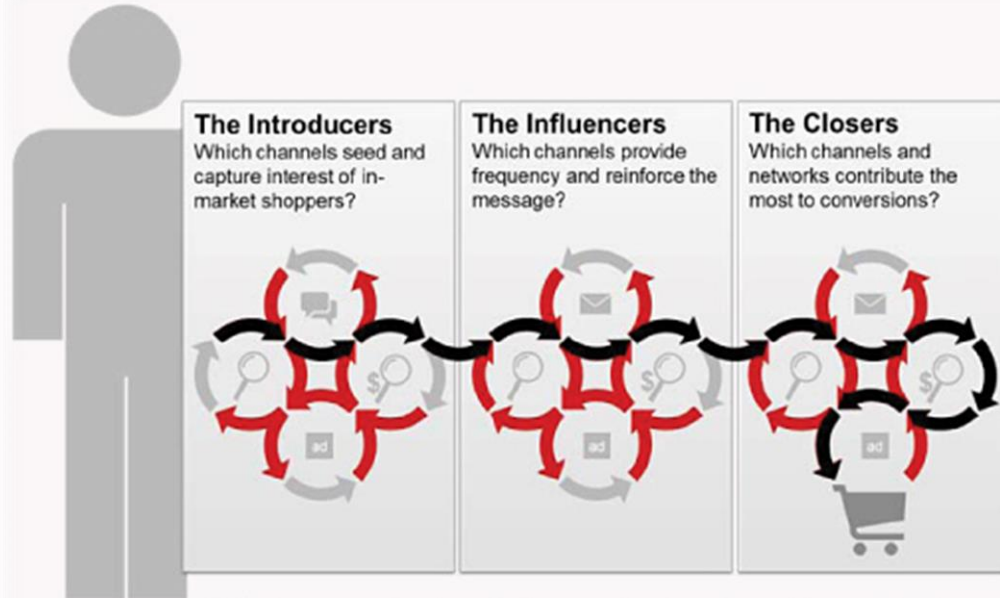 The Introducers
Which channels seed and
capture interest of in-
market shoppers?
The Influencers
Which channels provide
frequency and reinforce the
message?
The Closers
Which channels and
networks contribute the
most to conversions?
$
ad
$
ad
$
ad